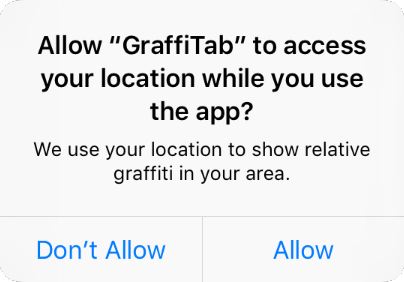 Allow “GraffiTab” to access
your location while you use
the app?
We use your location to show relative
graffiti in your area.
Don’t Allow
Allow